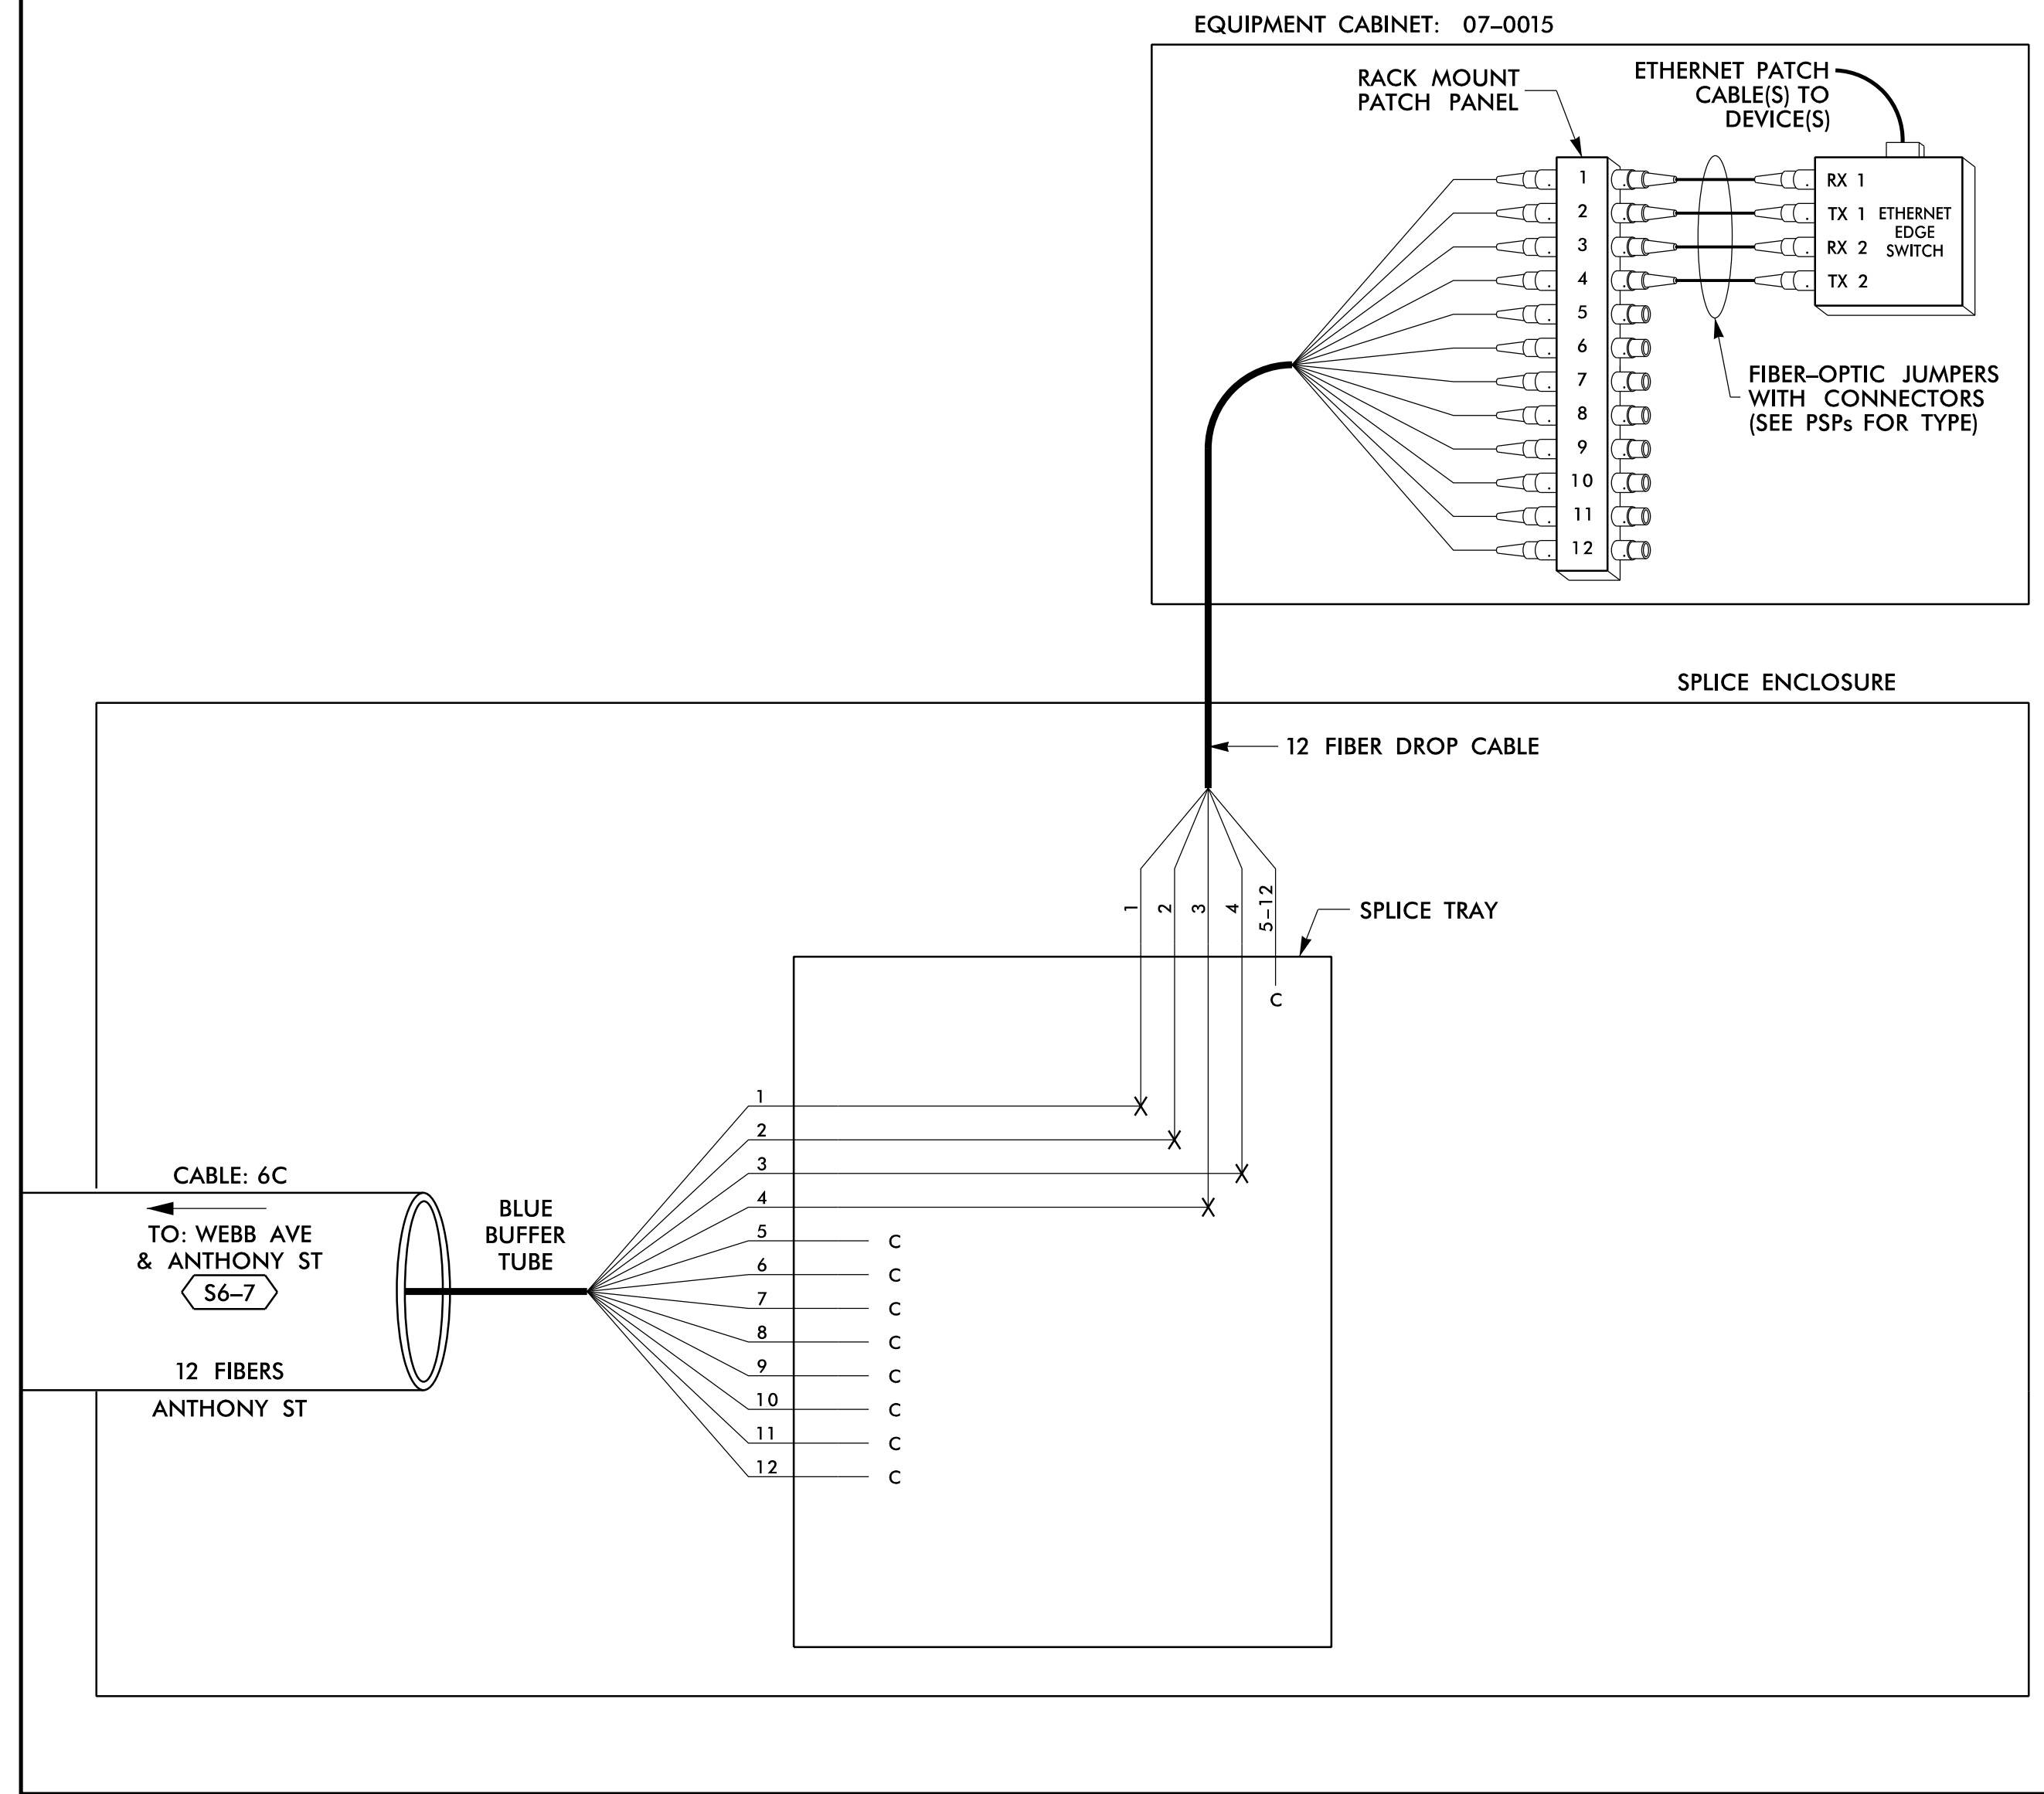 EQUIPMENT CABINET: 07–0015
RACK MOUNT
PATCH PANEL
ETHERNET PATCH
CABLE(S) TO
DEVICE(S)
1
2
3
4
5
6
7
8
9
10
11
12
RX 1
TX 1
RX 2
TX 2
ETHERNET
EDGE
SWITCH
FIBER–OPTIC JUMPERS
WITH CONNECTORS
(SEE PSPs FOR TYPE)
SPLICE ENCLOSURE
12 FIBER DROP CABLE
1
2
3
4
5–12
SPLICE TRAY
C
CABLE: 6C
TO: WEBB AVE
& ANTHONY ST
S6–7
12 FIBERS
ANTHONY ST
BLUE
BUFFER
TUBE
1
2
3
4
5 C
6 C
7 C
8 C
9 C
10 C
11 C
12 C